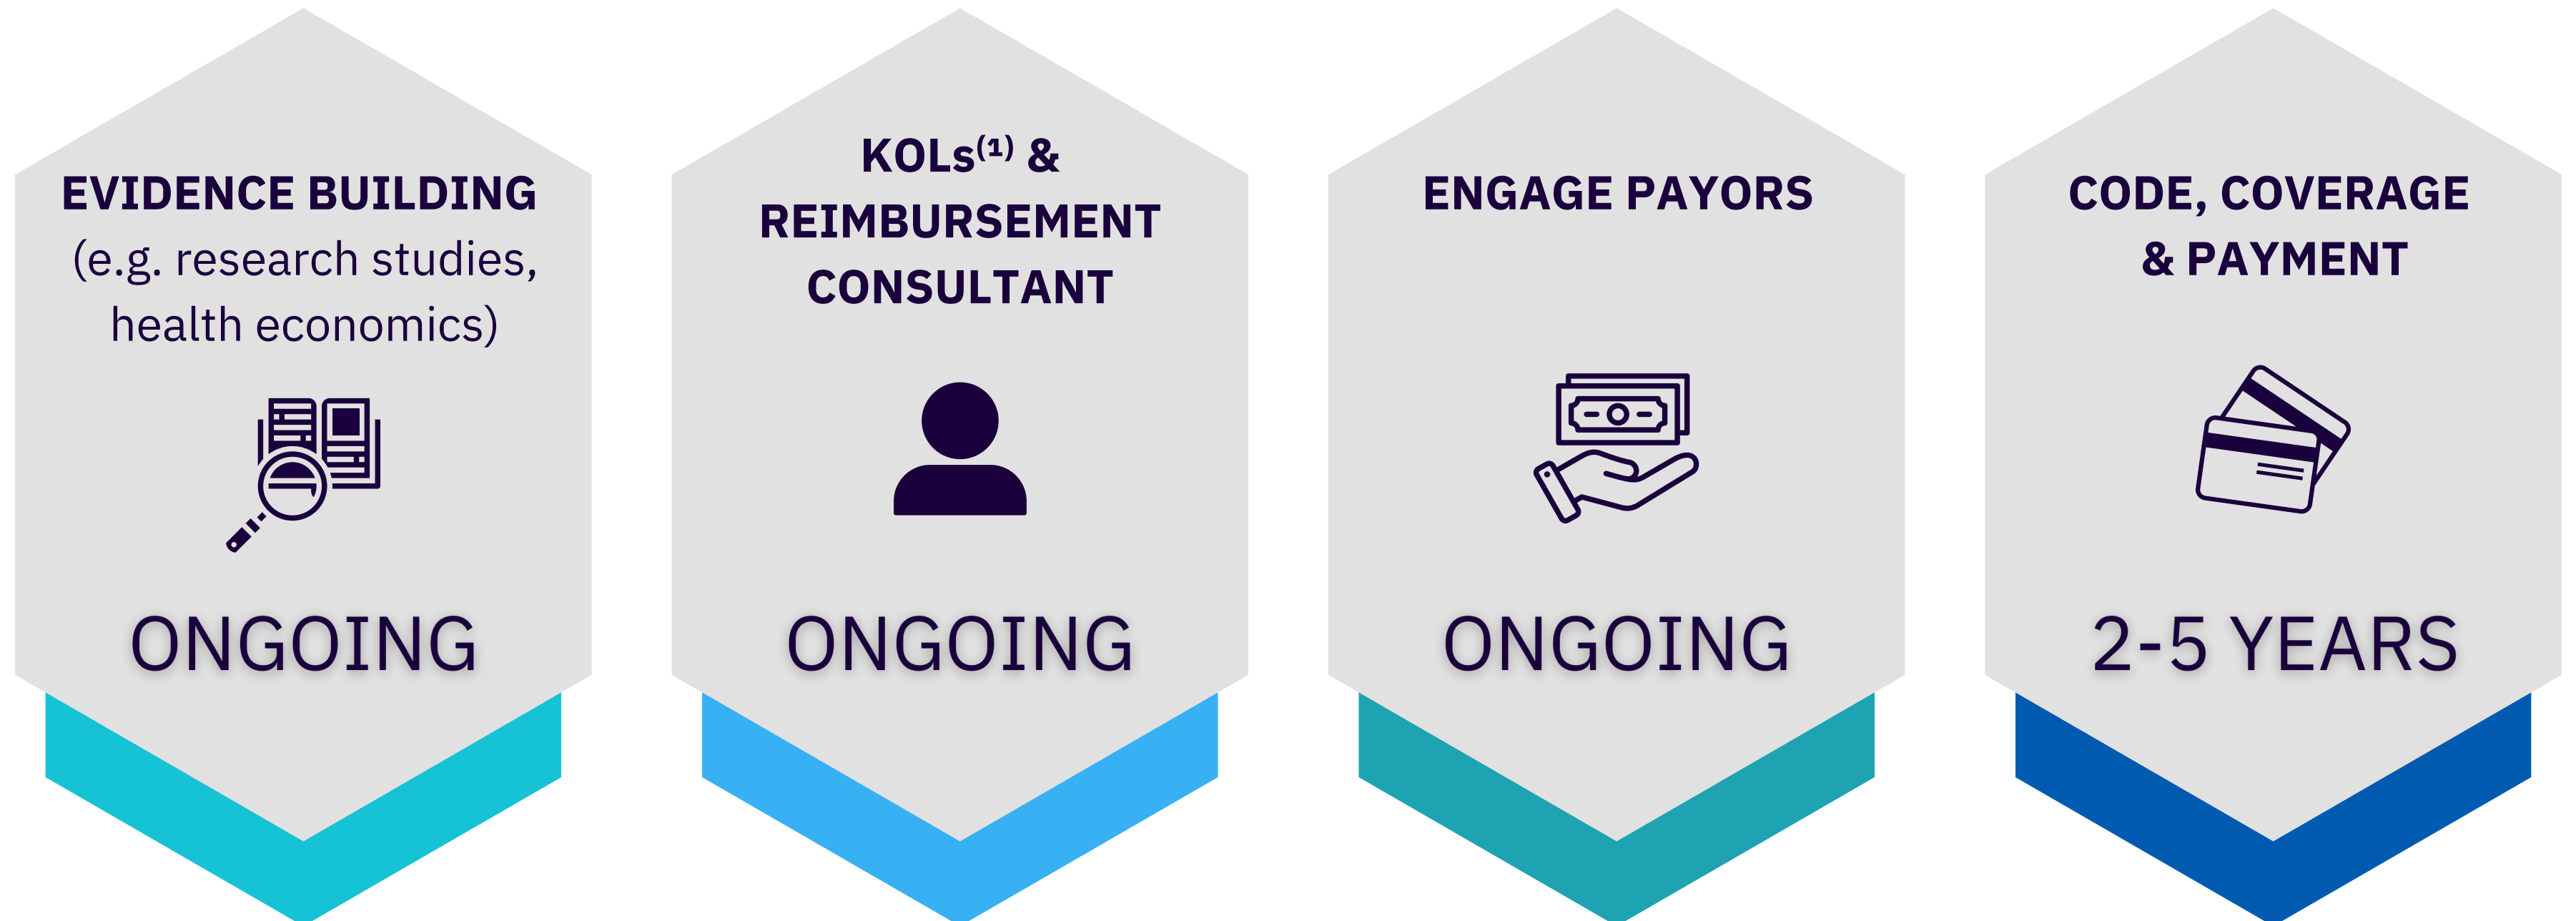 EVIDENCE BUILDING
(e.g. research studies,
health economics)
ONGOING
KOLs⁽¹⁾ &
REIMBURSEMENT
CONSULTANT
ONGOING
ENGAGE PAYORS
ONGOING
CODE, COVERAGE
& PAYMENT
2-5 YEARS